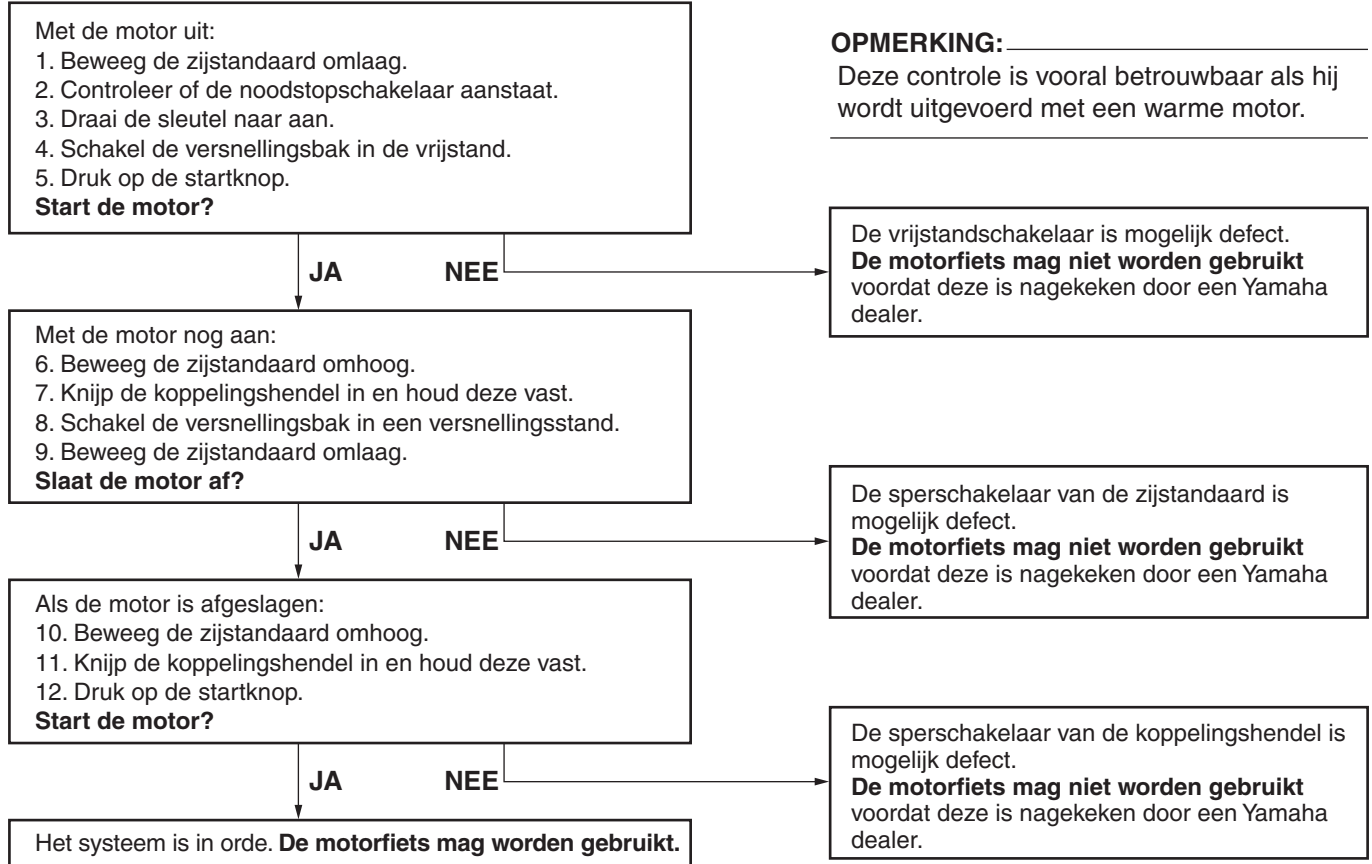 Met de motor uit:
1. Beweeg de zijstandaard omlaag.
2. Controleer of de noodstopschakelaar aanstaat.
3. Draai de sleutel naar aan.
4. Schakel de versnellingsbak in de vrijstand.
5. Druk op de startknop.
Start de motor?
OPMERKING:
Deze controle is vooral betrouwbaar als hij
wordt uitgevoerd met een warme motor.
JA NEE
De vrijstandschakelaar is mogelijk defect.
De motorfiets mag niet worden gebruikt
voordat deze is nagekeken door een Yamaha
dealer.
Met de motor nog aan:
6. Beweeg de zijstandaard omhoog.
7. Knijp de koppelingshendel in en houd deze vast.
8. Schakel de versnellingsbak in een versnellingsstand.
9. Beweeg de zijstandaard omlaag.
Slaat de motor af?
JA NEE
De sperschakelaar van de zijstandaard is
mogelijk defect.
De motorfiets mag niet worden gebruikt
voordat deze is nagekeken door een Yamaha
dealer.
Als de motor is afgeslagen:
10. Beweeg de zijstandaard omhoog.
11. Knijp de koppelingshendel in en houd deze vast.
12. Druk op de startknop.
Start de motor?
JA NEE
De sperschakelaar van de koppelingshendel is
mogelijk defect.
De motorfiets mag niet worden gebruikt
voordat deze is nagekeken door een Yamaha
dealer.
Het systeem is in orde. De motorfiets mag worden gebruikt.